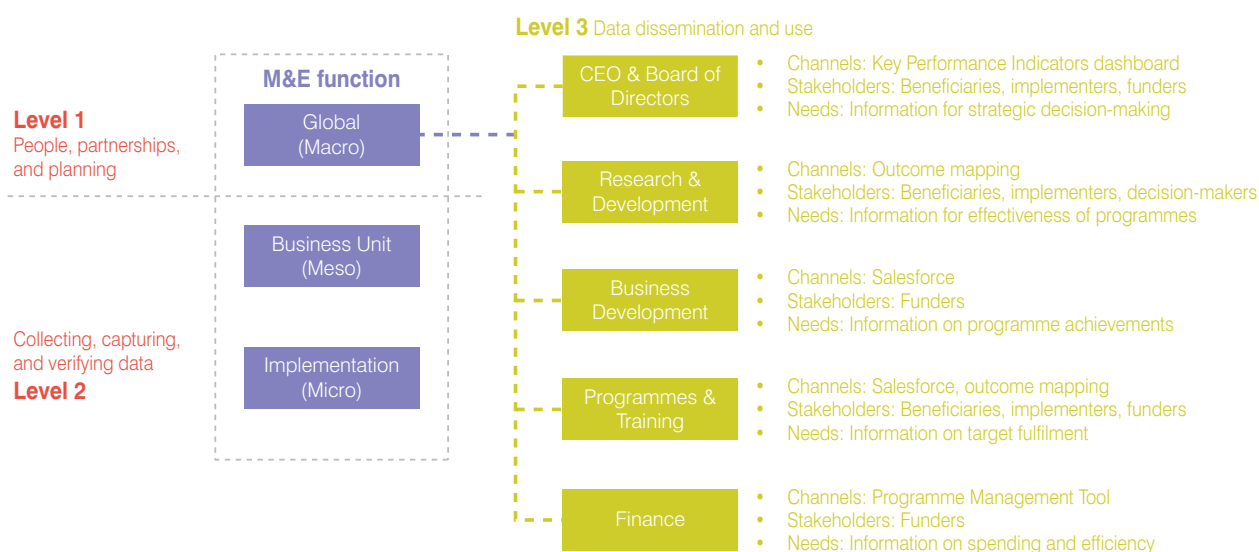 Level 3 Data dissemination and use
M&E function
Level 1
People, partnerships,
and planning
Global
(Macro)
Business Unit
(Meso)
Collecting, capturing,
and verifying data
Level 2
Implementation
(Micro)
CEO & Board of
Directors
• Channels: Key Performance Indicators dashboard
• Stakeholders: Beneficiaries, implementers, funders
• Needs: Information for strategic decision-making
Research &
Development
• Channels: Outcome mapping
• Stakeholders: Beneficiaries, implementers, decision-makers
• Needs: Information for effectiveness of programmes
Business
Development
• Channels: Salesforce
• Stakeholders: Funders
• Needs: Information on programme achievements
Programmes &
Training
• Channels: Salesforce, outcome mapping
• Stakeholders: Beneficiaries, implementers, funders
• Needs: Information on target fulfilment
Finance
• Channels: Programme Management Tool
• Stakeholders: Funders
• Needs: Information on spending and efficiency